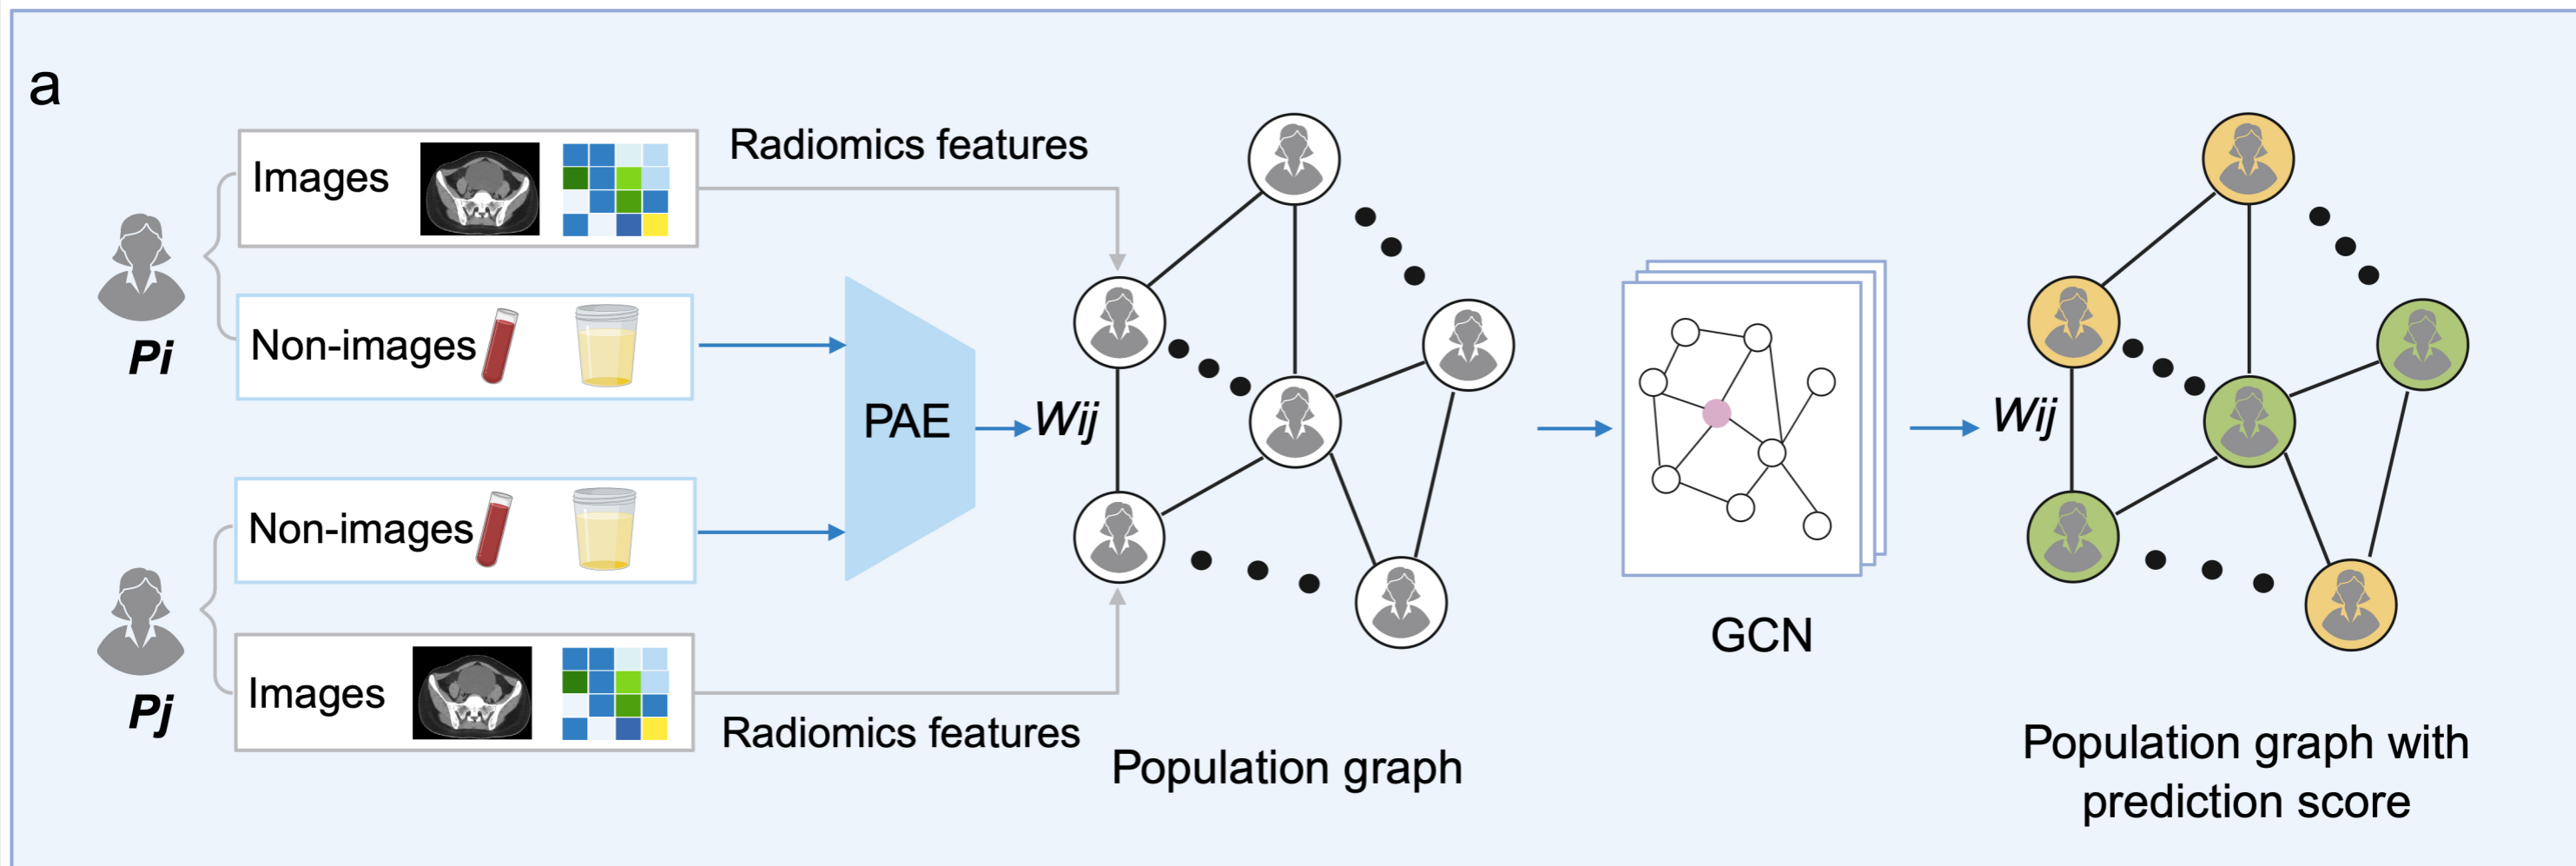 a
Images
Radiomics features
Pi
Non-images
PAE
Wij
Non-images
Pj
Images
Radiomics features
Population graph
GCN
Wij
Population graph with
prediction score